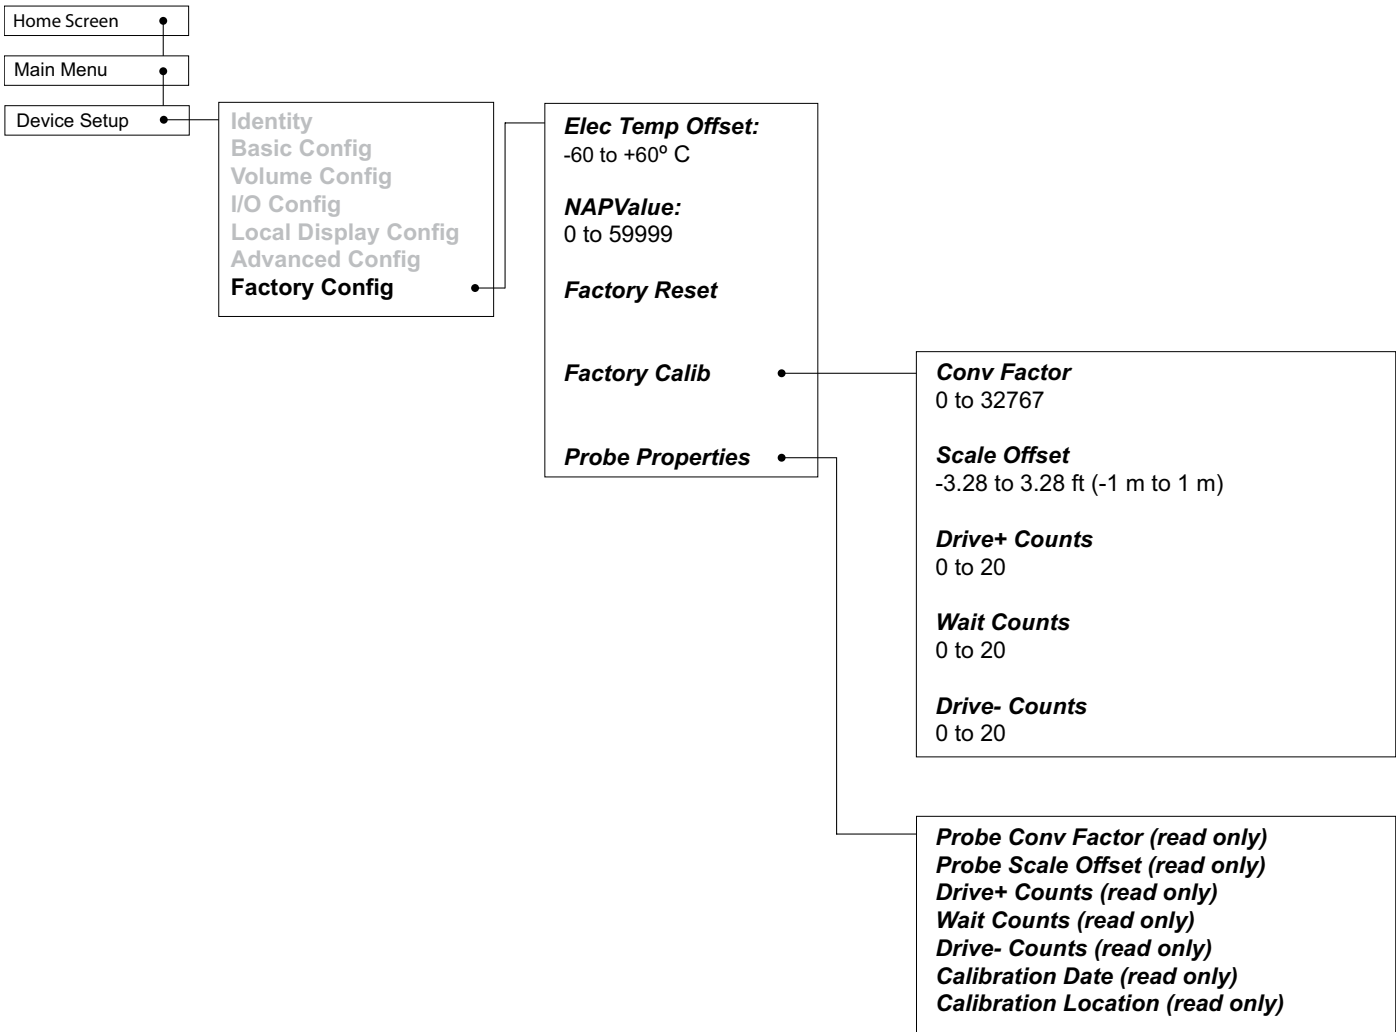 Home Screen
Main Menu
Device Setup
Identity
Basic Config
Volume Config
I/O Config
Local Display Config
Advanced Config
Factory Config
Elec Temp Offset:
-60 to +60º C
NAPValue:
0 to 59999
Factory Reset
Factory Calib
Probe Properties
Conv Factor
0 to 32767
Scale Offset
-3.28 to 3.28 ft (-1 m to 1 m)
Drive+ Counts
0 to 20
Wait Counts
0 to 20
Drive- Counts
0 to 20
Probe Conv Factor (read only)
Probe Scale Offset (read only)
Drive+ Counts (read only)
Wait Counts (read only)
Drive- Counts (read only)
Calibration Date (read only)
Calibration Location (read only)